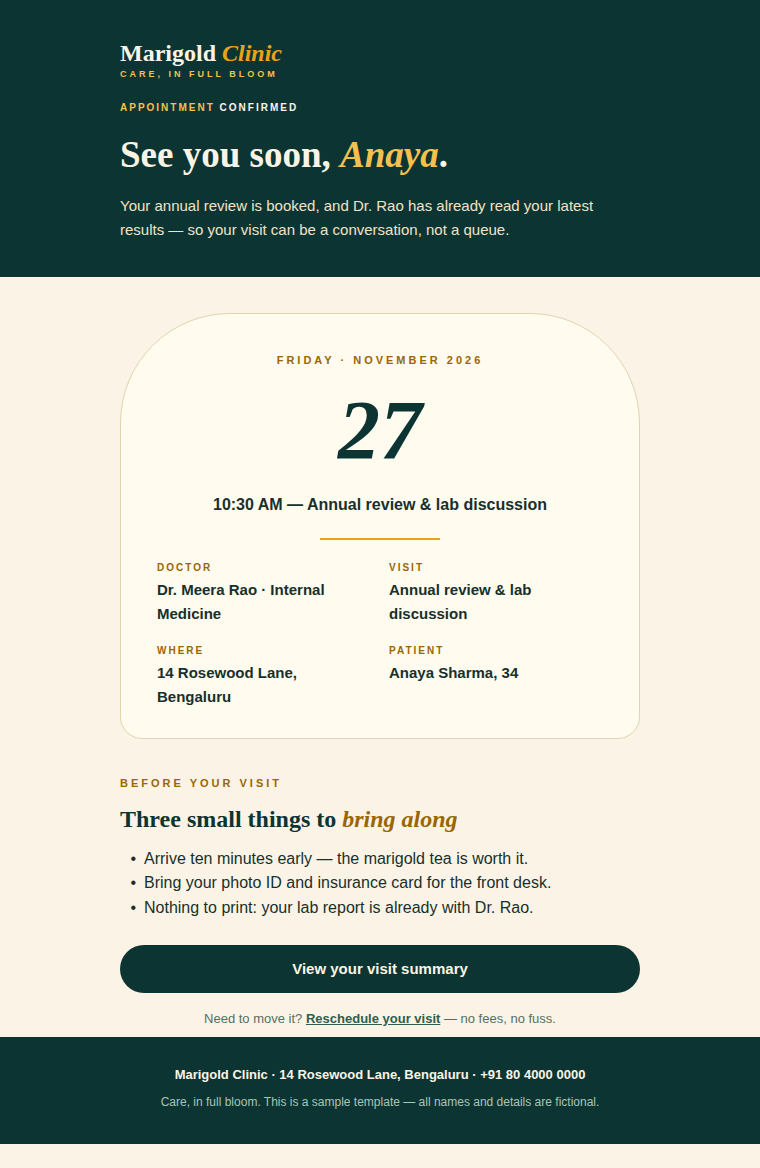 Marigold Clinic
CARE, IN FULL BLOOM
APPOINTMENT CONFIRMED
See you soon, Anaya.
Your annual review is booked, and Dr. Rao has already read your latest
results — so your visit can be a conversation, not a queue.
FRIDAY · NOVEMBER 2026
27
10:30 AM — Annual review & lab discussion
DOCTOR
Dr. Meera Rao · Internal
Medicine
VISIT
Annual review & lab
discussion
WHERE
14 Rosewood Lane,
Bengaluru
PATIENT
Anaya Sharma, 34
BEFORE YOUR VISIT
Three small things to bring along
• Arrive ten minutes early — the marigold tea is worth it.
• Bring your photo ID and insurance card for the front desk.
• Nothing to print: your lab report is already with Dr. Rao.
View your visit summary
Need to move it? Reschedule your visit — no fees, no fuss.
Marigold Clinic · 14 Rosewood Lane, Bengaluru · +91 80 4000 0000
Care, in full bloom. This is a sample template — all names and details are fictional.